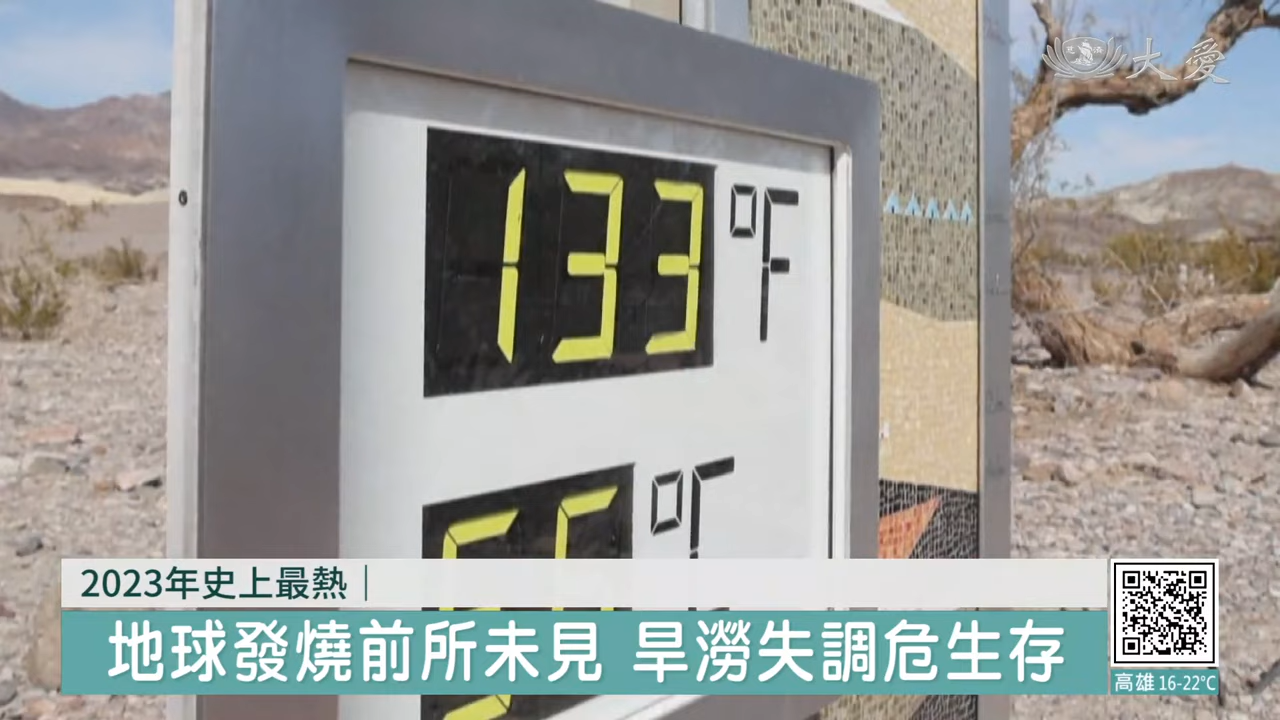 大愛
133 °F
°C
2023年史上最熱
地球發燒前所未見 旱澇失調危生存
高雄 16-22°C